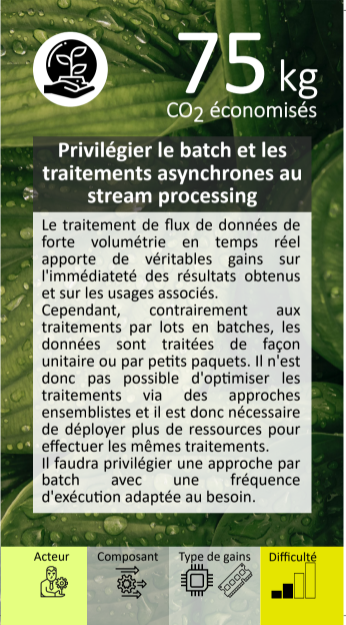 75 kg
CO2 économisés
Privilégier le batch et les
traitements asynchrones au
stream processing
Le traitement de flux de données de
forte volumétrie en temps réel
apporte de véritables gains sur
l'immédiateté des résultats obtenus
et sur les usages associés.
Cependant, contrairement aux
traitements par lots en batches, les
données sont traitées de façon
unitaire ou par petits paquets. Il n'est
donc pas possible d'optimiser les
traitements via des approches
ensemblistes et il est donc nécessaire
de déployer plus de ressources pour
effectuer les mêmes traitements.
Il faudra privilégier une approche par
batch avec une fréquence
d'exécution adaptée au besoin.
Acteur Composant Type de gains Difficulté